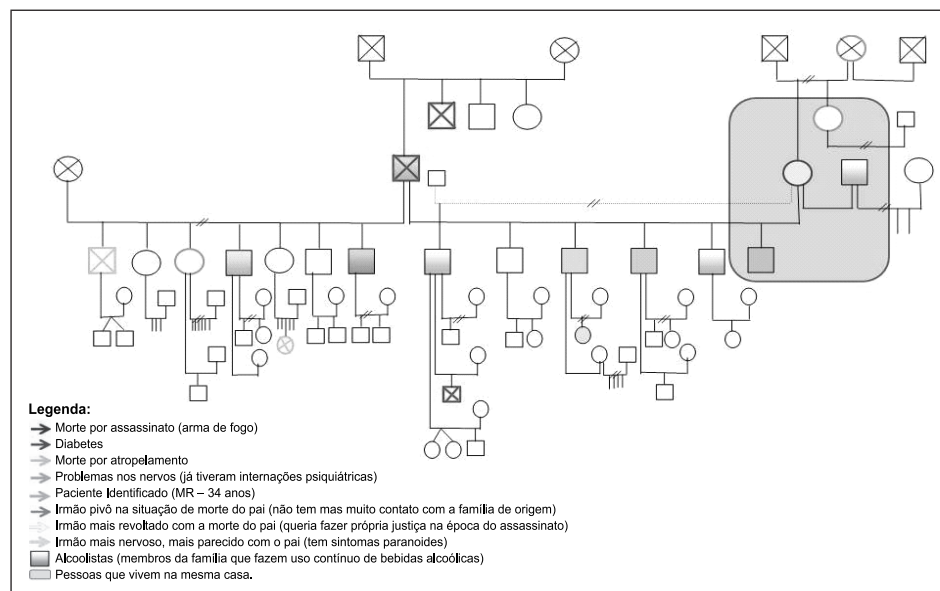 Legenda:
Morte por assassinato (arma de fogo)
Diabetes
Morte por atropelamento
Problemas nos nervos (já tiveram internações psiquiátricas)
Paciente Identificado (MR – 34 anos)
Irmão pivô na situação de morte do pai (não tem mas muito contato com a família de origem)
Irmão mais revoltado com a morte do pai (queria fazer própria justiça na época do assassinato)
Irmão mais nervoso, mais parecido com o pai (tem sintomas paranoides)
Alcoolistas (membros da família que fazem uso contínuo de bebidas alcoólicas)
Pessoas que vivem na mesma casa.